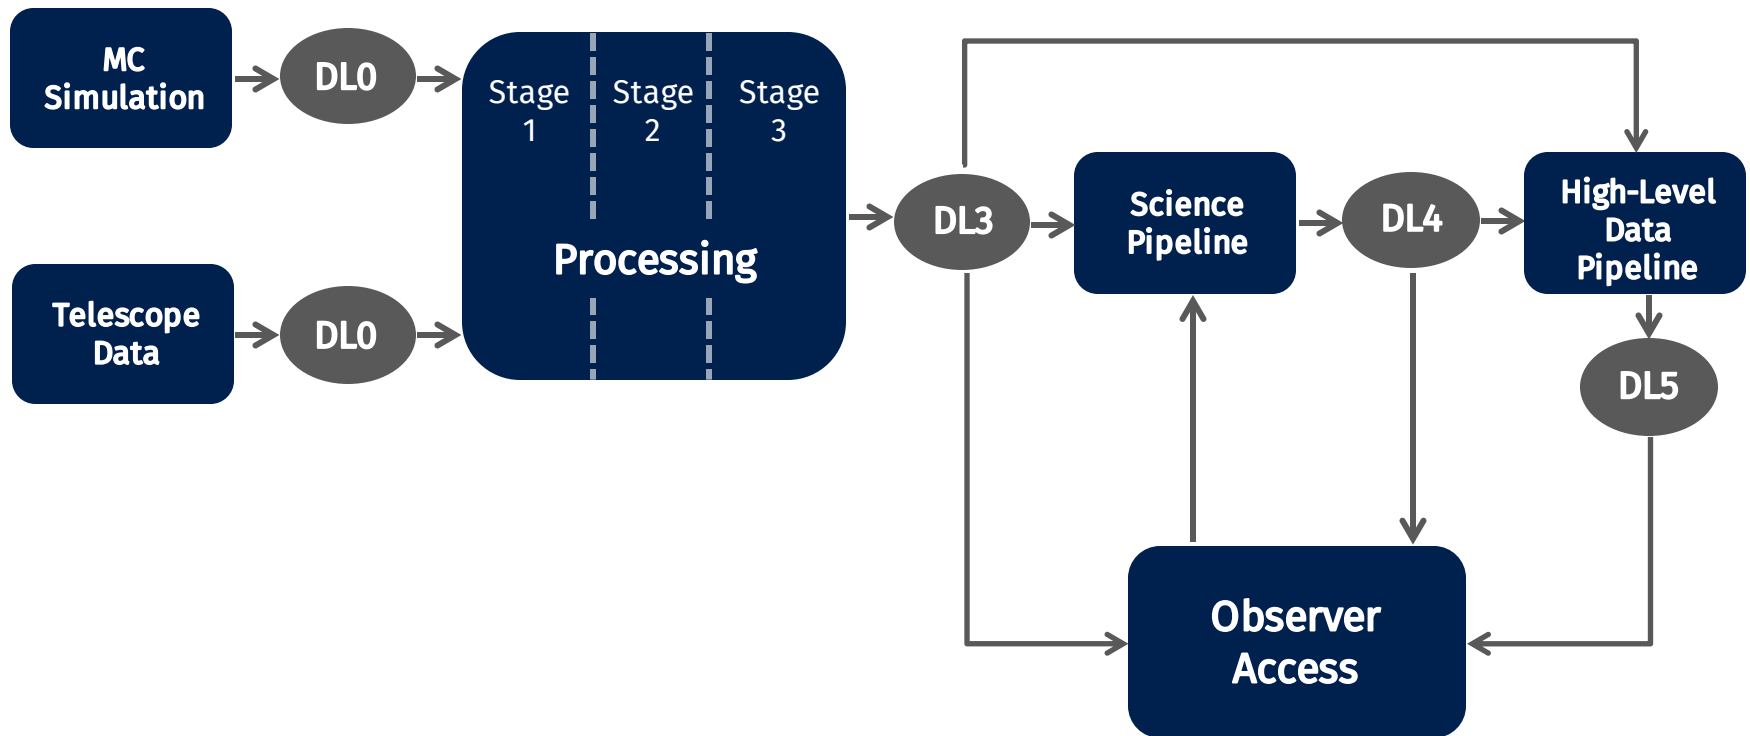 MC
Simulation
DL0
Stage
1
Stage
2
Stage
3
Processing
Telescope
Data
DL0
DL3
Science
Pipeline
DL4
High-Level
Data
Pipeline
DL5
Observer
Access